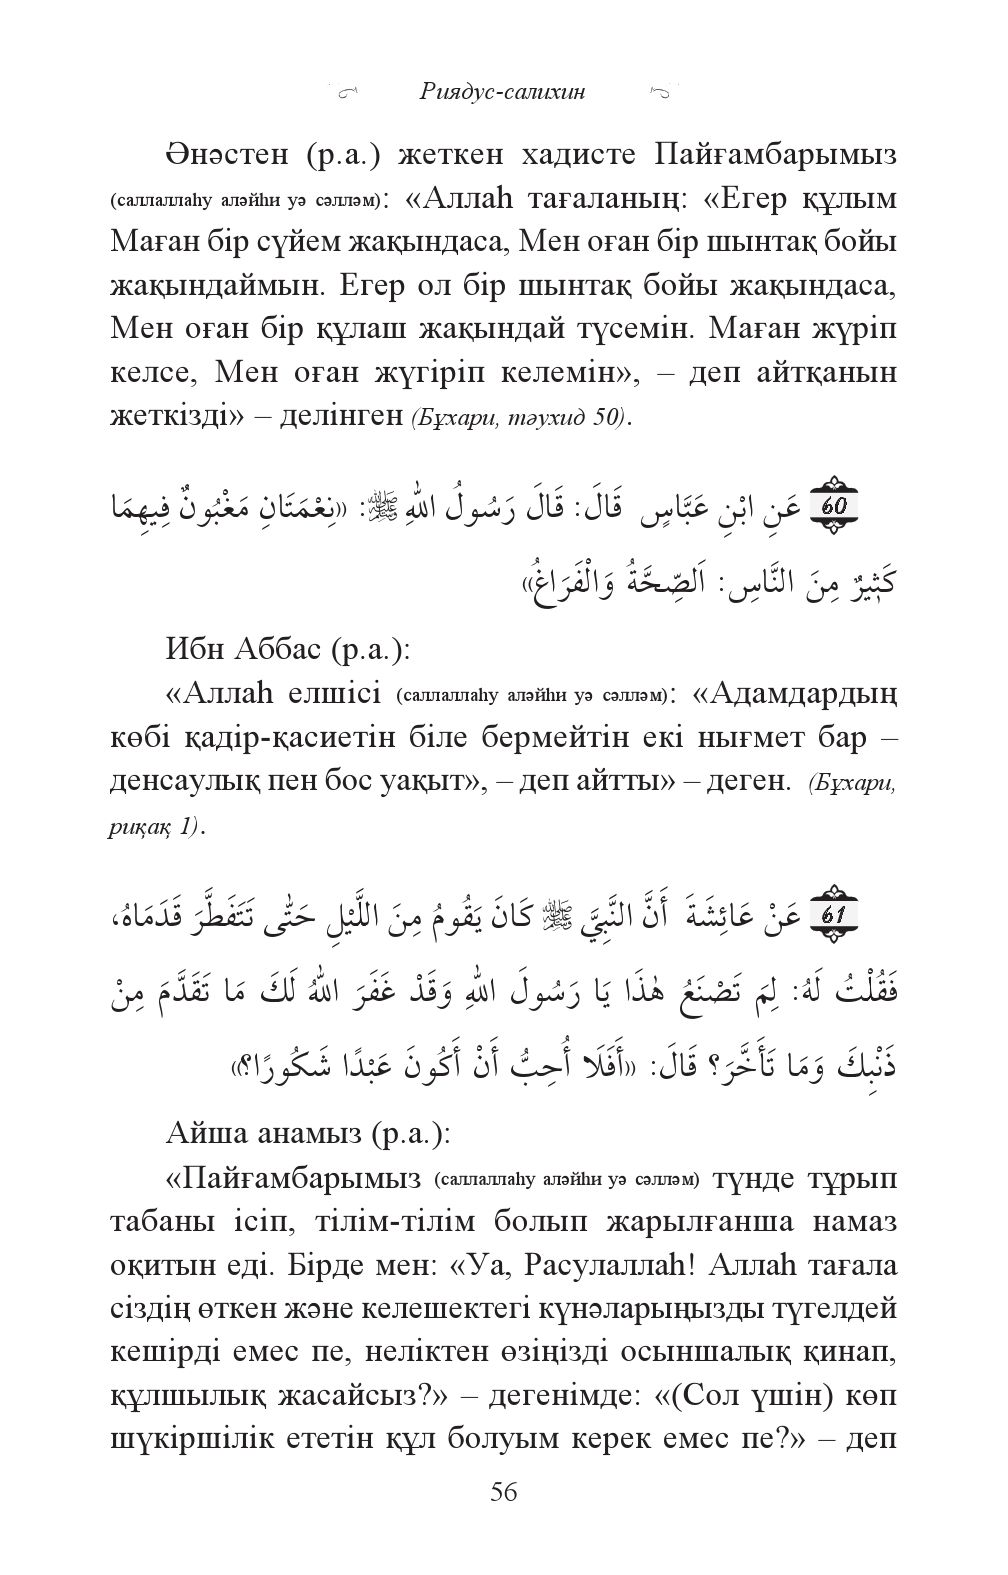 Риядус-салихин
Әнәстен (р.а.) жеткен хадисте Пайғамбарымыз
(саллаллаһу аләйһи уә сәлләм): «Аллаһ тағаланың: «Егер құлым
Маған бір сүйем жақындаса, Мен оған бір шынтақ бойы
жақындаймын. Егер ол бір шынтақ бойы жақындаса,
Мен оған бір құлаш жақындай түсемін. Маған жүріп
келсе, Мен оған жүгіріп келемін», – деп айтқанын
жеткізді» – делінген (Бұхари, тәухид 50).
60 عَنِ ابْنِ عَبَّاسٍ قَالَ: قَالَ رَسُولُ اللهِ ﷺ: «نِعْمَتَانِ مَغْبُونٌ فِيهِمَا
كَثِيرٌ مِنَ النَّاسِ: اَلصِّحَّةُ وَالْفَرَاغُ»
Ибн Аббас (р.а.):
«Аллаһ елшісі (саллаллаһу аләйһи уә сәлләм): «Адамдардың
көбі қадір-қасиетін біле бермейтін екі нығмет бар –
денсаулық пен бос уақыт», – деп айтты» – деген. (Бұхари,
риқақ 1).
61 عَنْ عَائِشَةَ أَنَّ النَّبِيَّ ﷺ كَانَ يَقُومُ مِنَ اللَّيْلِ حَتّٰى تَتَفَطَّرَ قَدَمَاهُ،
فَقُلْتُ لَهُ: لِمَ تَصْنَعُ هٰذَا يَا رَسُولَ اللهِ وَقَدْ غَفَرَ اللهُ لَكَ مَا تَقَدَّمَ مِنْ
ذَنْبِكَ وَمَا تَأَخَّرَ؟ قَالَ: «أَفَلَا أُحِبُّ أَنْ أَكُونَ عَبْدًا شَكُورًا؟»
Айша анамыз (р.а.):
«Пайғамбарымыз (саллаллаһу аләйһи уә сәлләм) түнде тұрып
табаны ісіп, тілім-тілім болып жарылғанша намаз
оқитын еді. Бірде мен: «Уа, Расулаллаһ! Аллаһ тағала
сіздің өткен және келешектегі күнәларыңызды түгелдей
кешірді емес пе, неліктен өзіңізді осыншалық қинап,
құлшылық жасайсыз?» – дегенімде: «(Сол үшін) көп
шүкіршілік ететін құл болуым керек емес пе?» – деп
56